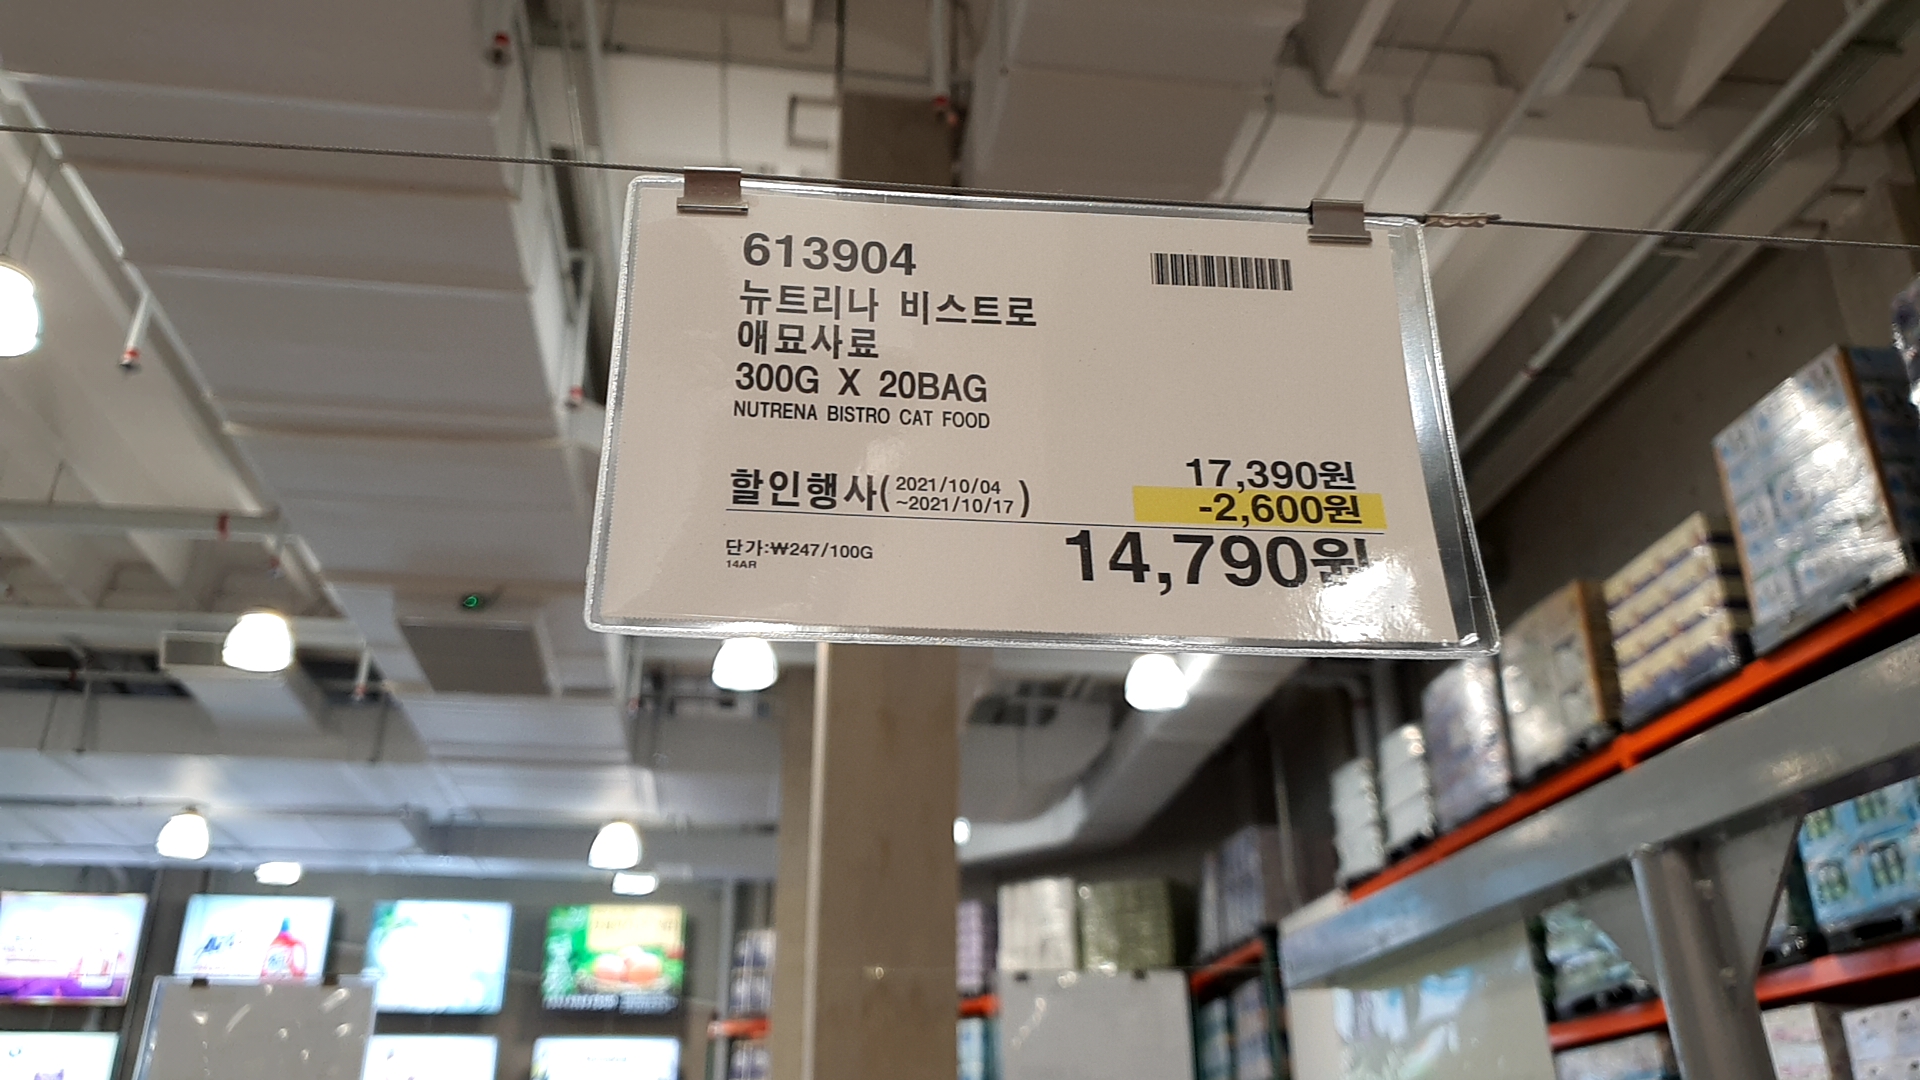 613904
뉴트리나 비스트로
애묘사료
300G X 20BAG
NUTRENA BISTRO CAT FOOD
17,390원
할인행사(2021/10/04
~2021/10/17)
-2,600원
단가:₩247/100G
14,790원
14AR